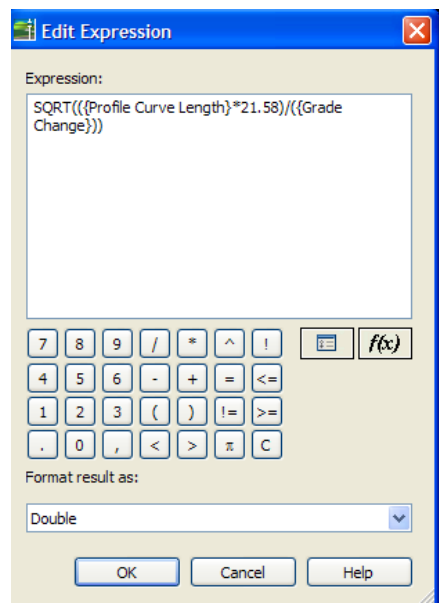 Edit Expression
Expression:
SQRT(({Profile Curve Length}*21.58)/({Grade
Change}))
7 8 9 / * ^ ! f(x)
4 5 6 - + = <=
1 2 3 ( ) != >=
. 0 , < > π C
Format result as:
Double
OK Cancel Help